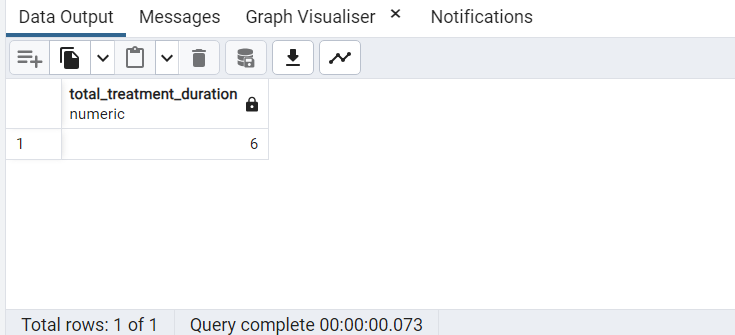 Data Output Messages Graph Visualiser × Notifications
total_treatment_duration
numeric
1 6
Total rows: 1 of 1 Query complete 00:00:00.073